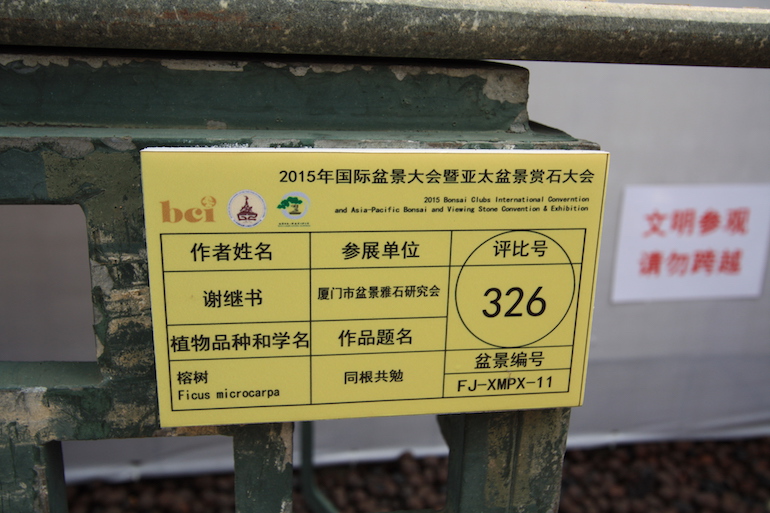 2015年国际盆景大会暨亚太盆景赏石大会
bci
2015 Bonsai Clubs International Converntion
and Asia-Pacific Bonsai and Viewing Stone Convention & Exhibition
作者姓名 参展单位 评比号
谢继书 厦门市盆景雅石研究会 326
植物品种和学名 作品题名 盆景编号
榕树 同根共勉 FJ-XMPX-11
Ficus microcarpa
文明参观
请勿跨越